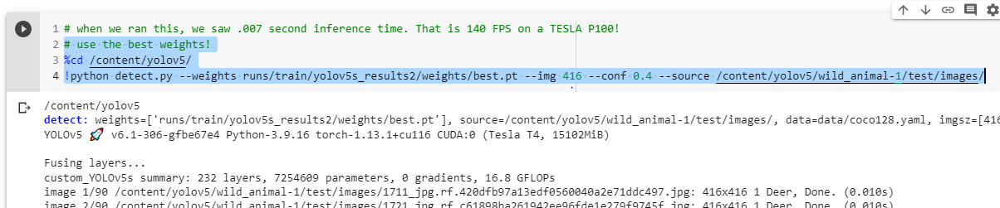 1 # when we ran this, we saw .007 second inference time. That is 140 FPS on a TESLA P100!
2 # use the best weights!
3 %cd /content/yolov5/
4 !python detect.py --weights runs/train/yolov5s_results2/weights/best.pt --img 416 --conf 0.4 --source /content/yolov5/wild_animal-1/test/images/
/content/yolov5
detect: weights=['runs/train/yolov5s_results2/weights/best.pt'], source=/content/yolov5/wild_animal-1/test/images/, data=data/coco128.yaml, imgsz=[416
YOLOv5 🚀 v6.1-306-gfbe67e4 Python-3.9.16 torch-1.13.1+cu116 CUDA:0 (Tesla T4, 15102MiB)
Fusing layers...
custom_YOLOv5s summary: 232 layers, 7254609 parameters, 0 gradients, 16.8 GFLOPs
image 1/90 /content/yolov5/wild_animal-1/test/images/1711_jpg.rf.420dfb97a13edf0560040a2e71ddc497.jpg: 416x416 1 Deer, Done. (0.010s)
image 2/90 /content/yolov5/wild_animal-1/test/images/1721_jpg.rf.c61898ba261942ee96fde1e279f9745f.jpg: 416x416 1 Deer, Done. (0.010s)